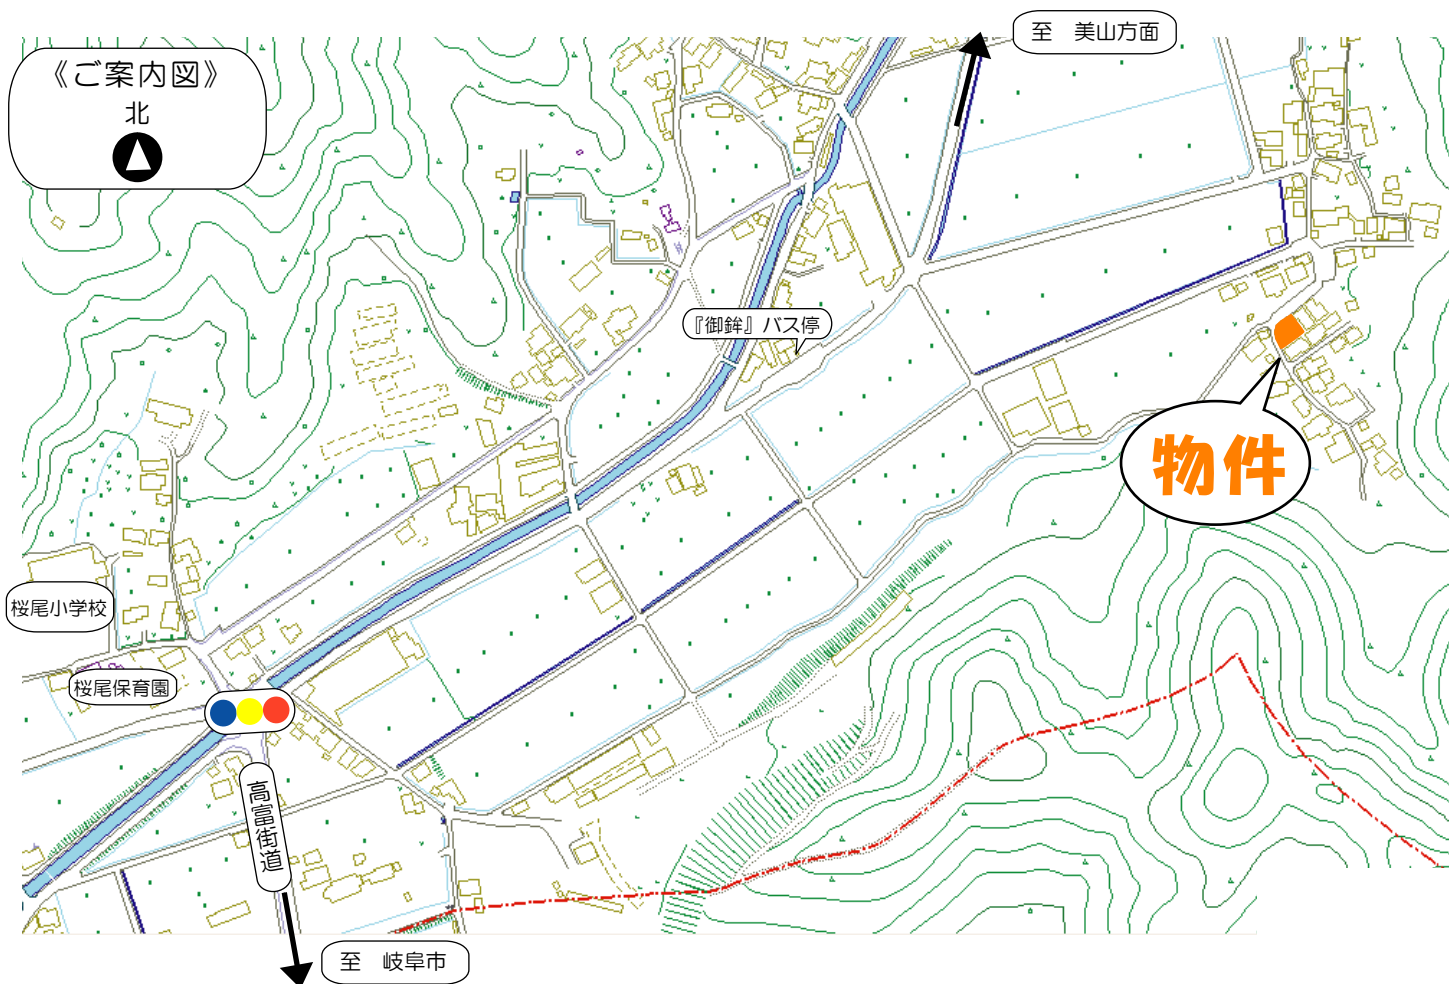 至　美山方面
《ご案内図》
北
『御鉾』バス停
物件
桜尾小学校
桜尾保育園
高富街道
至　岐阜市